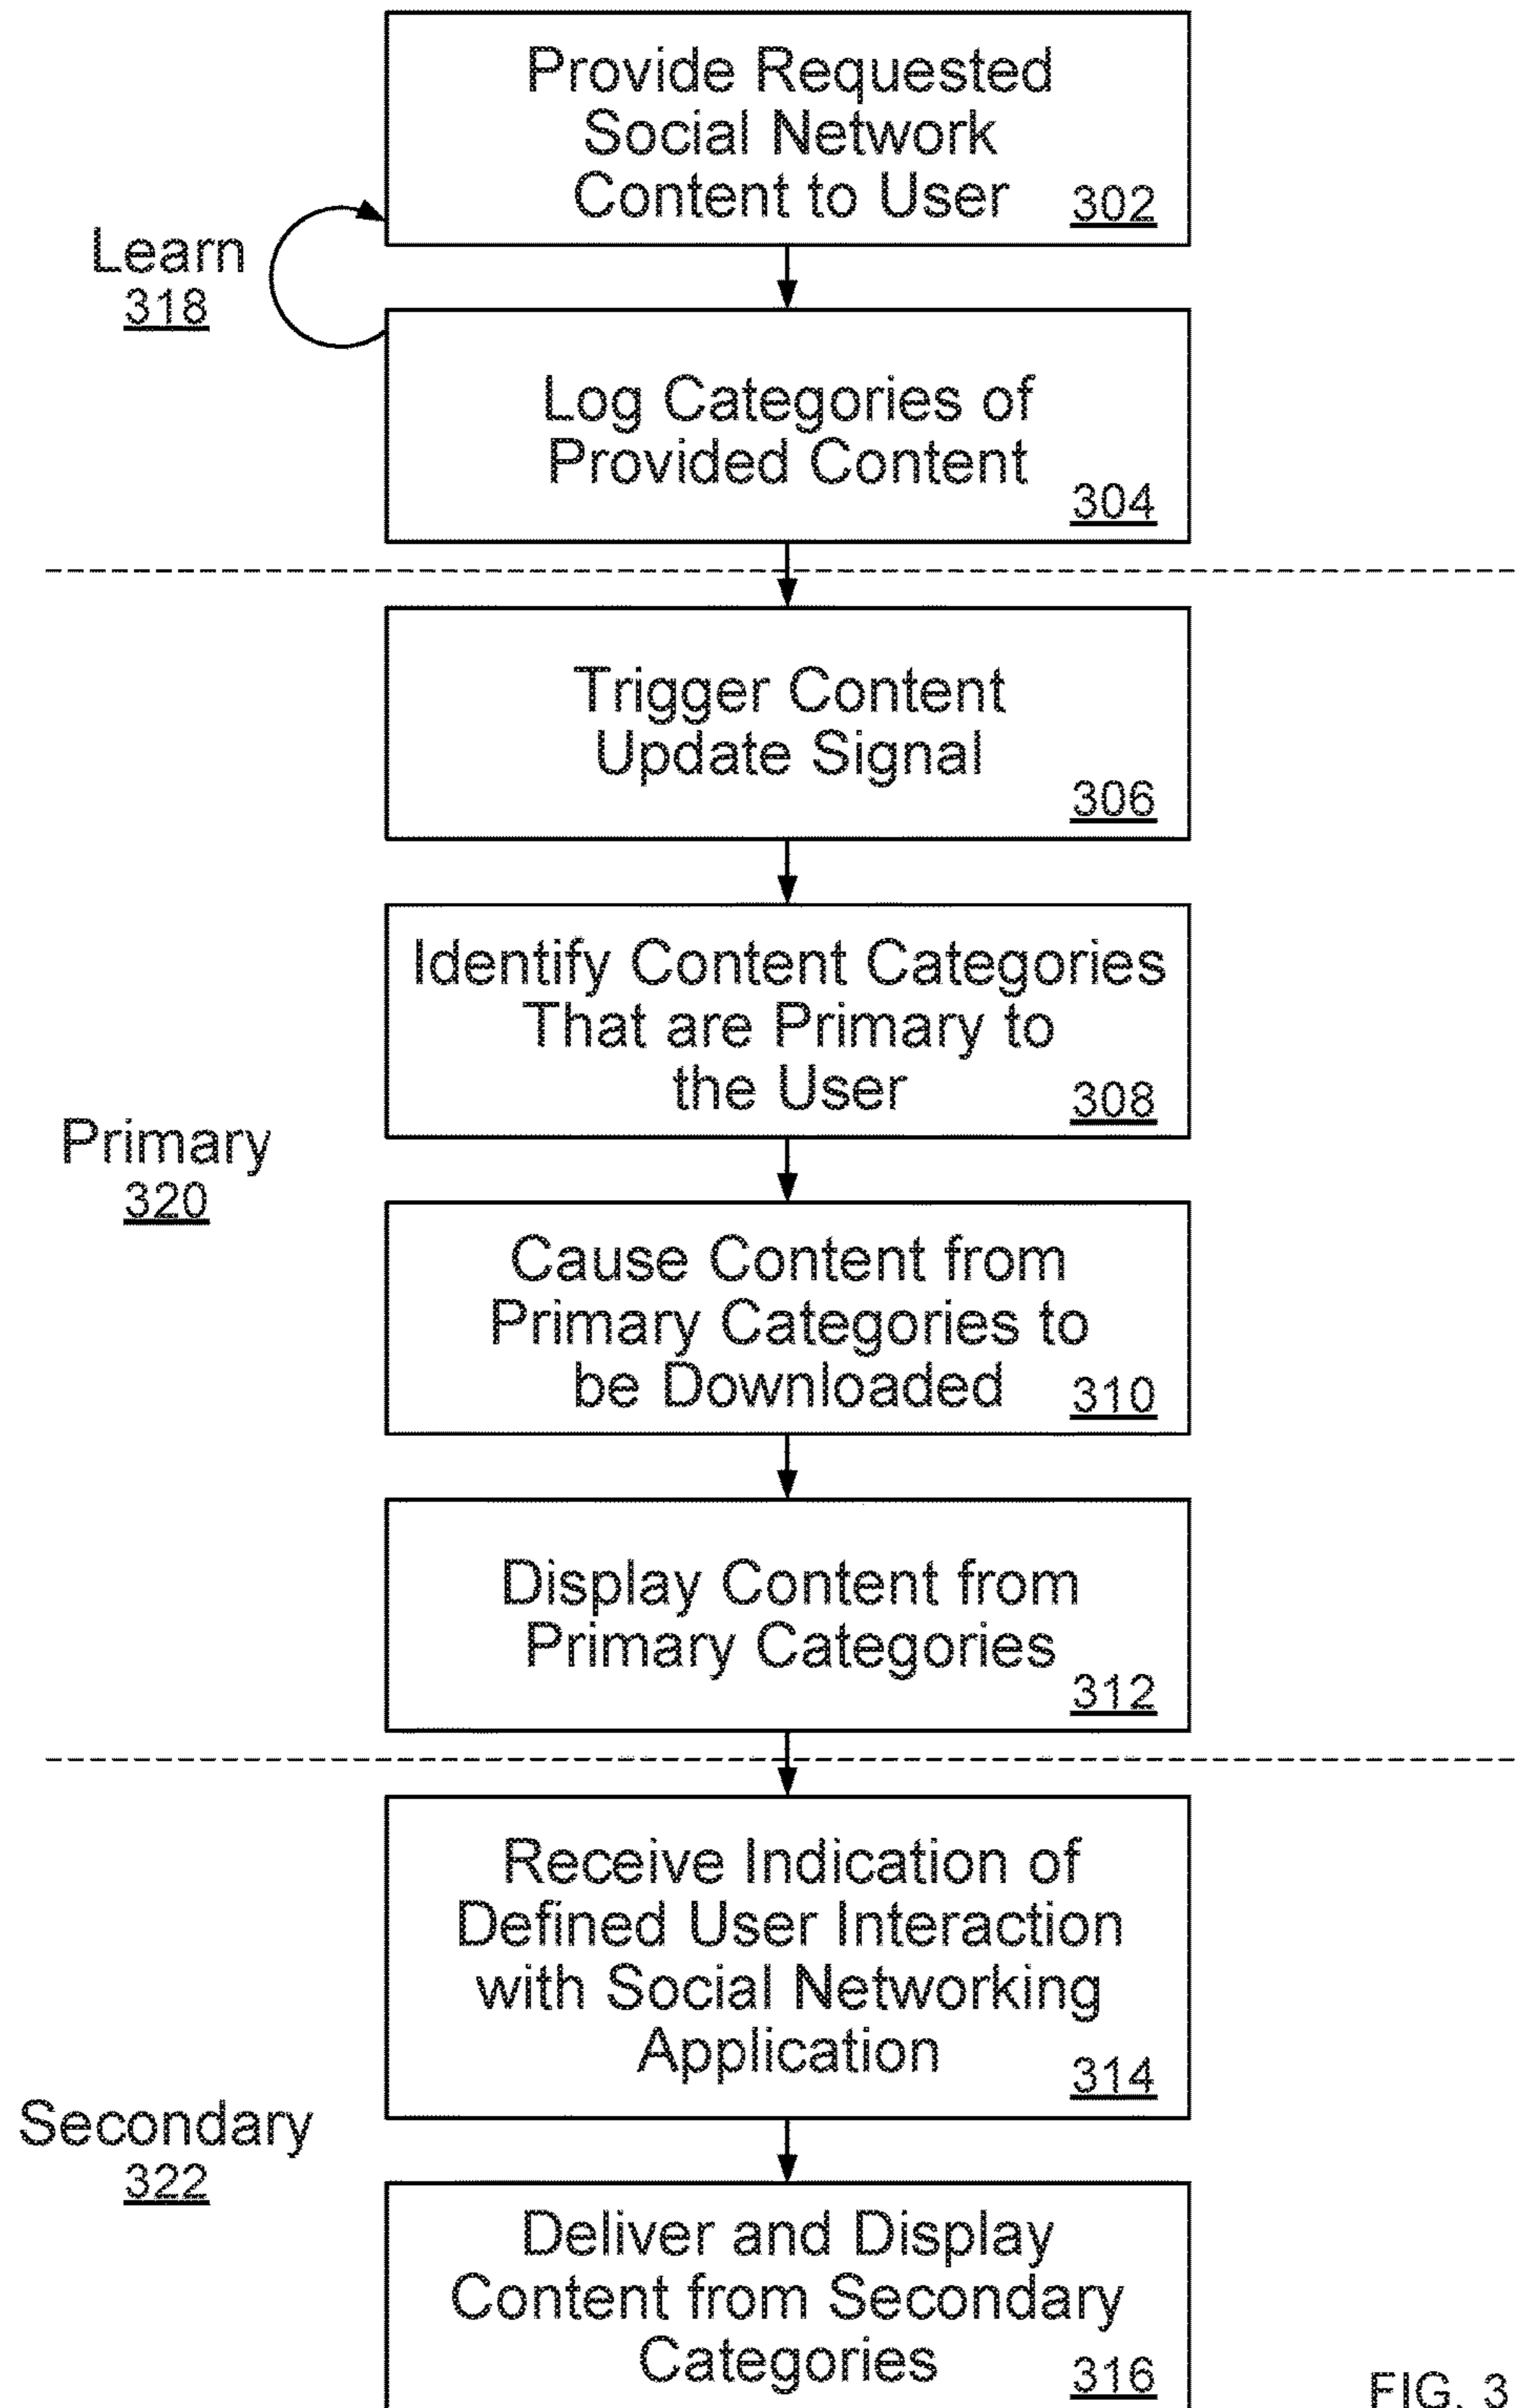 Provide Requested
Social Network
Content to User
302
Learn
318
Log Categories of
Provided Content
304
Trigger Content
Update Signal
306
Identify Content Categories
That are Primary to
the User
308
Primary
320
Cause Content from
Primary Categories to
be Downloaded
310
Display Content from
Primary Categories
312
Receive Indication of
Defined User Interaction
with Social Networking
Application
314
Secondary
322
Deliver and Display
Content from Secondary
Categories
316
FIG. 3